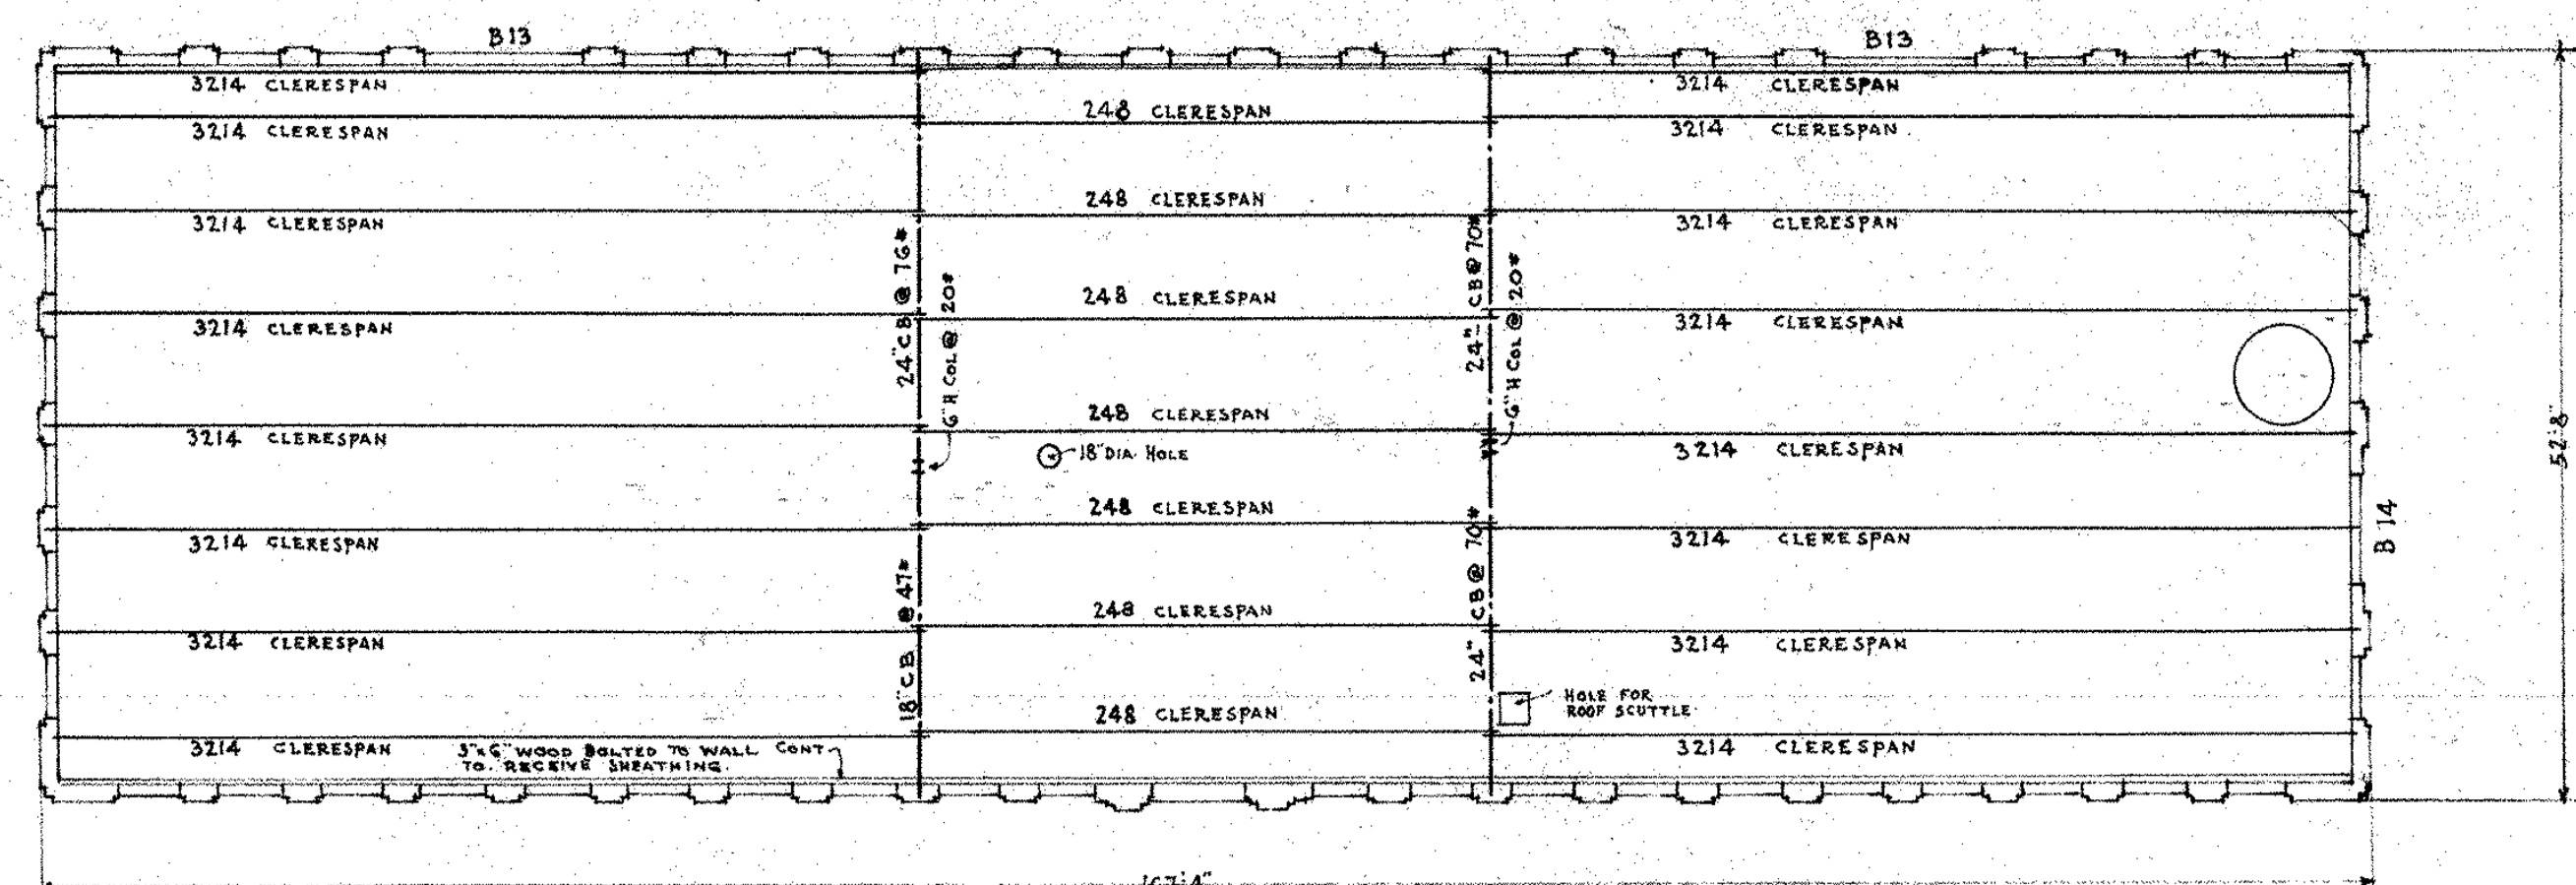 B13
B13
3214 CLERESPAN
3214 CLERESPAN
248 CLERESPAN
3214 CLERESPAN
3214 CLERESPAN
248 CLERESPAN
3214 CLERESPAN
3214 CLERESPAN
24"CB @ 76#
6"H COL @ 20#
248 CLERESPAN
24"- CB @ 70#
6"H COL @ 20#
3214 CLERESPAN
3214 CLERESPAN
248 CLERESPAN
3214 CLERESPAN
3214 CLERESPAN
18"DIA. HOLE
52'8"
248 CLERESPAN
B 14
3214 CLERESPAN
3214 CLERESPAN
18"CB @ 47#
248 CLERESPAN
24" CB @ 70#
3214 CLERESPAN
3214 CLERESPAN
HOLE FOR
ROOF SCUTTLE
248 CLERESPAN
3214 CLERESPAN
3"x6" WOOD BOLTED TO WALL CONT.
TO RECEIVE SHEATHING.
3214 CLERESPAN